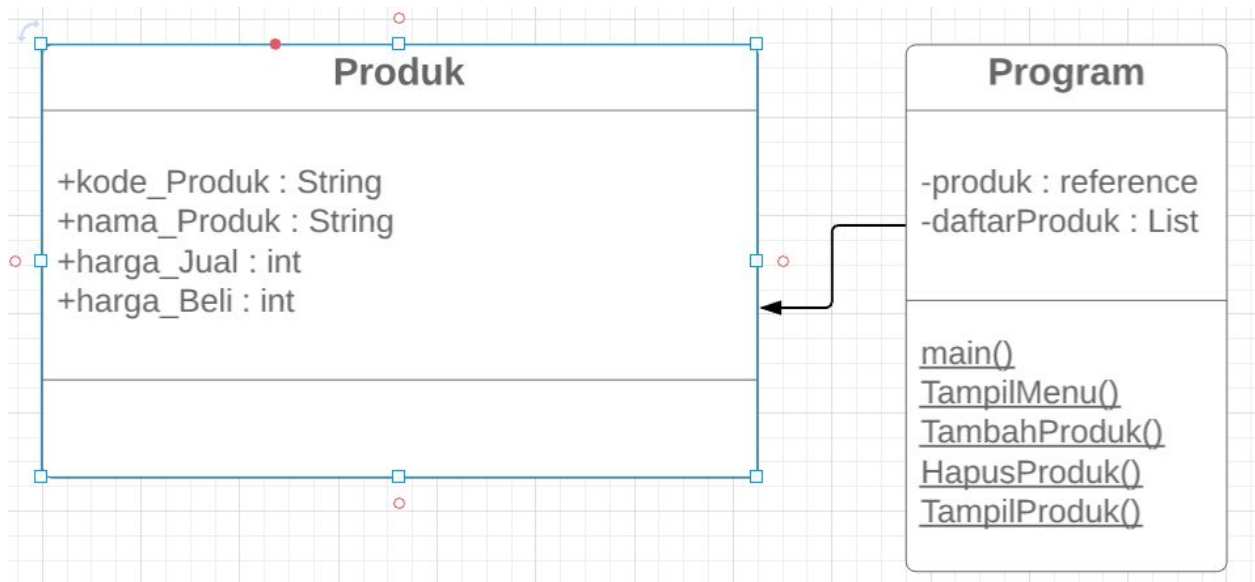 Produk
+kode_Produk : String
+nama_Produk : String
+harga_Jual : int
+harga_Beli : int
Program
-produk : reference
-daftarProduk : List
main()
TampilMenu()
TambahProduk()
HapusProduk()
TampilProduk()